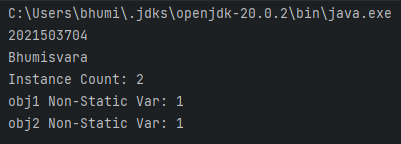 C:\Users\bhumi\.jdks\openjdk-20.0.2\bin\java.exe
2021503704
Bhumisvara
Instance Count: 2
obj1 Non-Static Var: 1
obj2 Non-Static Var: 1